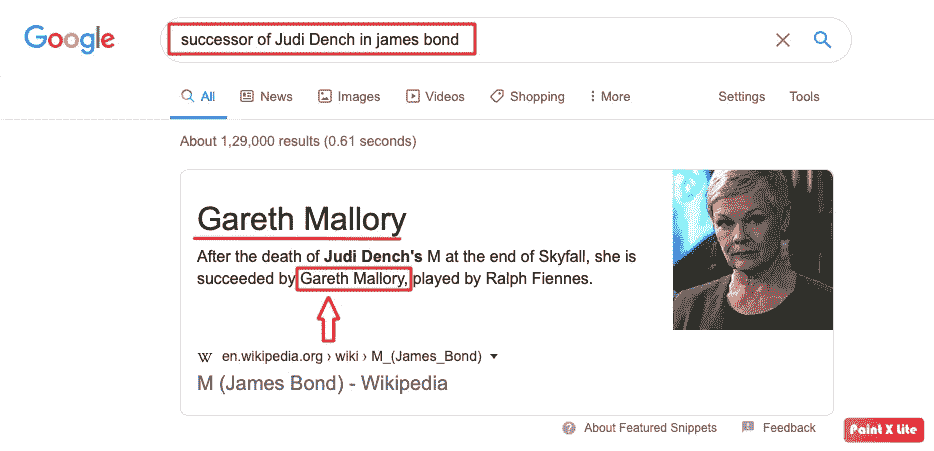 Google
successor of Judi Dench in james bond
All News Images Videos Shopping More Settings Tools
About 1,29,000 results (0.61 seconds)
Gareth Mallory
After the death of Judi Dench's M at the end of Skyfall, she is
succeeded by Gareth Mallory, played by Ralph Fiennes.
W en.wikipedia.org › wiki › M_(James_Bond)
M (James Bond) - Wikipedia
About Featured Snippets Feedback
Paint X Lite